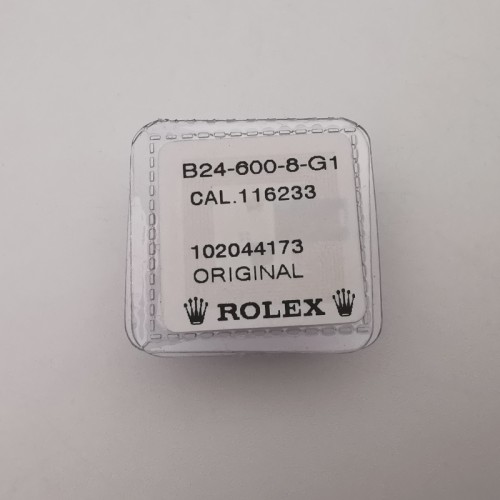 B24-600-8-G1
CAL.116233
102044173
ORIGINAL
ROLEX